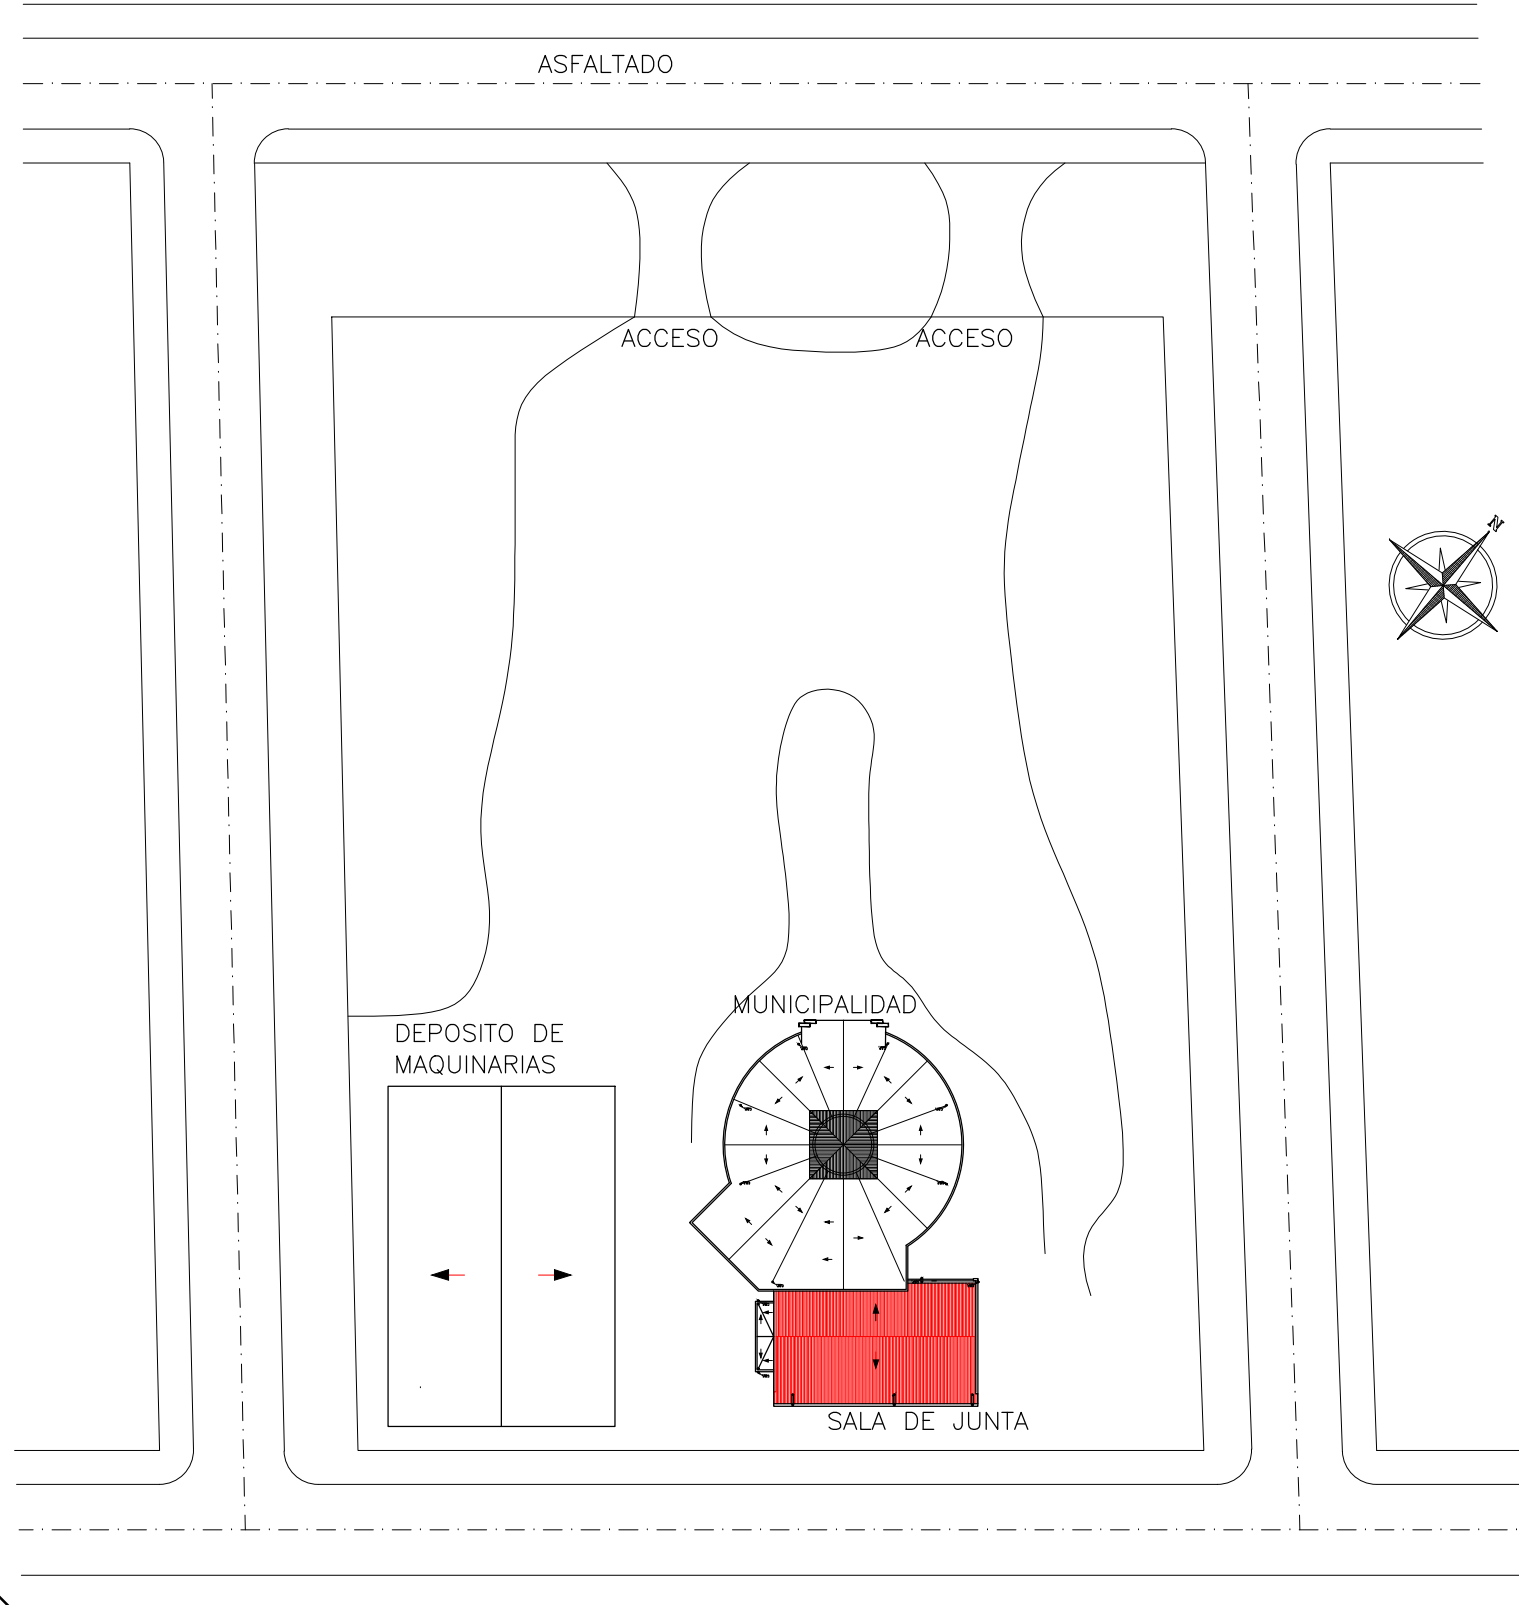 ASFALTADO
ACCESO ACCESO
N
MUNICIPALIDAD
DEPOSITO DE
MAQUINARIAS
SALA DE JUNTA